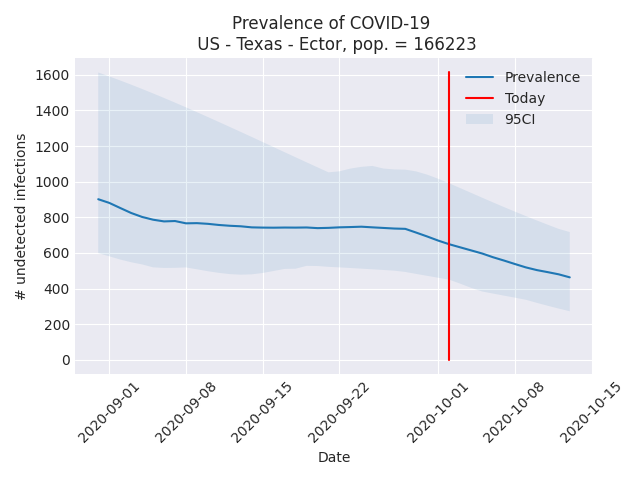 Prevalence of COVID-19
US - Texas - Ector, pop. = 166223
# undetected infections
1600
1400
1200
1000
800
600
400
200
0
Prevalence
Today
95CI
2020-09-01
2020-09-08
2020-09-15
2020-09-22
2020-10-01
2020-10-08
2020-10-15
Date